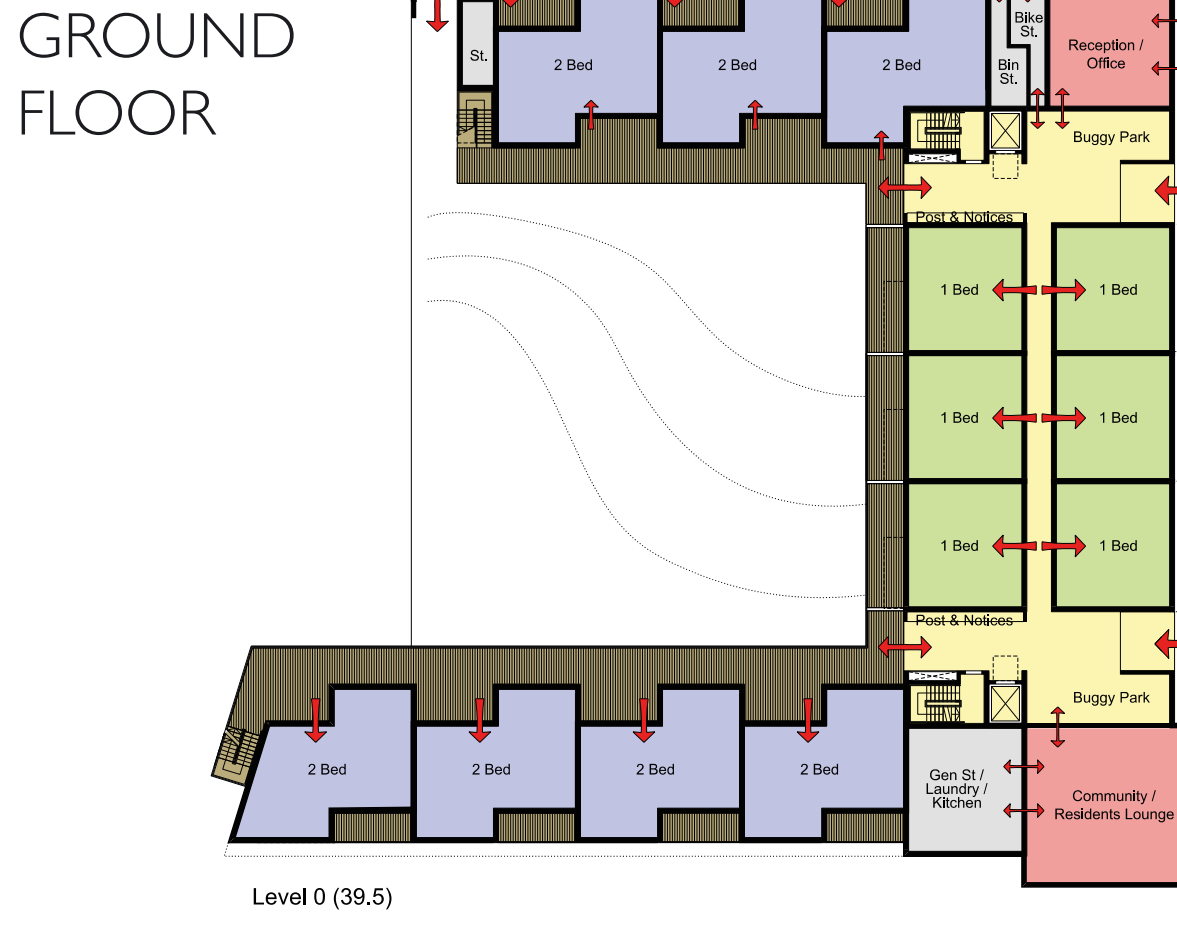 GROUND
FLOOR
St.
2 Bed
2 Bed
2 Bed
Bike
St.
Bin
St.
Reception /
Office
Buggy Park
Post & Notices
1 Bed
1 Bed
1 Bed
1 Bed
1 Bed
1 Bed
Post & Notices
Buggy Park
2 Bed
2 Bed
2 Bed
2 Bed
Gen St /
Laundry /
Kitchen
Community /
Residents Lounge
Level 0 (39.5)